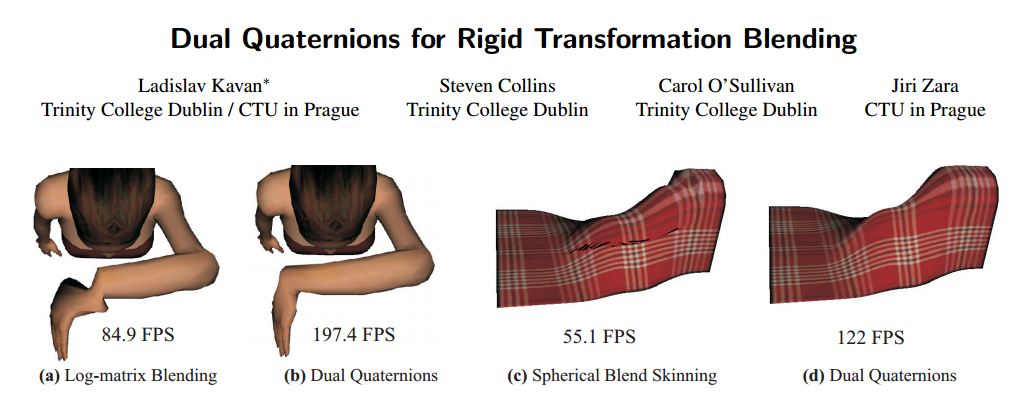 Dual Quaternions for Rigid Transformation Blending
Ladislav Kavan*
Trinity College Dublin / CTU in Prague
Steven Collins
Trinity College Dublin
Carol O’Sullivan
Trinity College Dublin
Jiri Zara
CTU in Prague
84.9 FPS
197.4 FPS
55.1 FPS
122 FPS
(a) Log-matrix Blending
(b) Dual Quaternions
(c) Spherical Blend Skinning
(d) Dual Quaternions